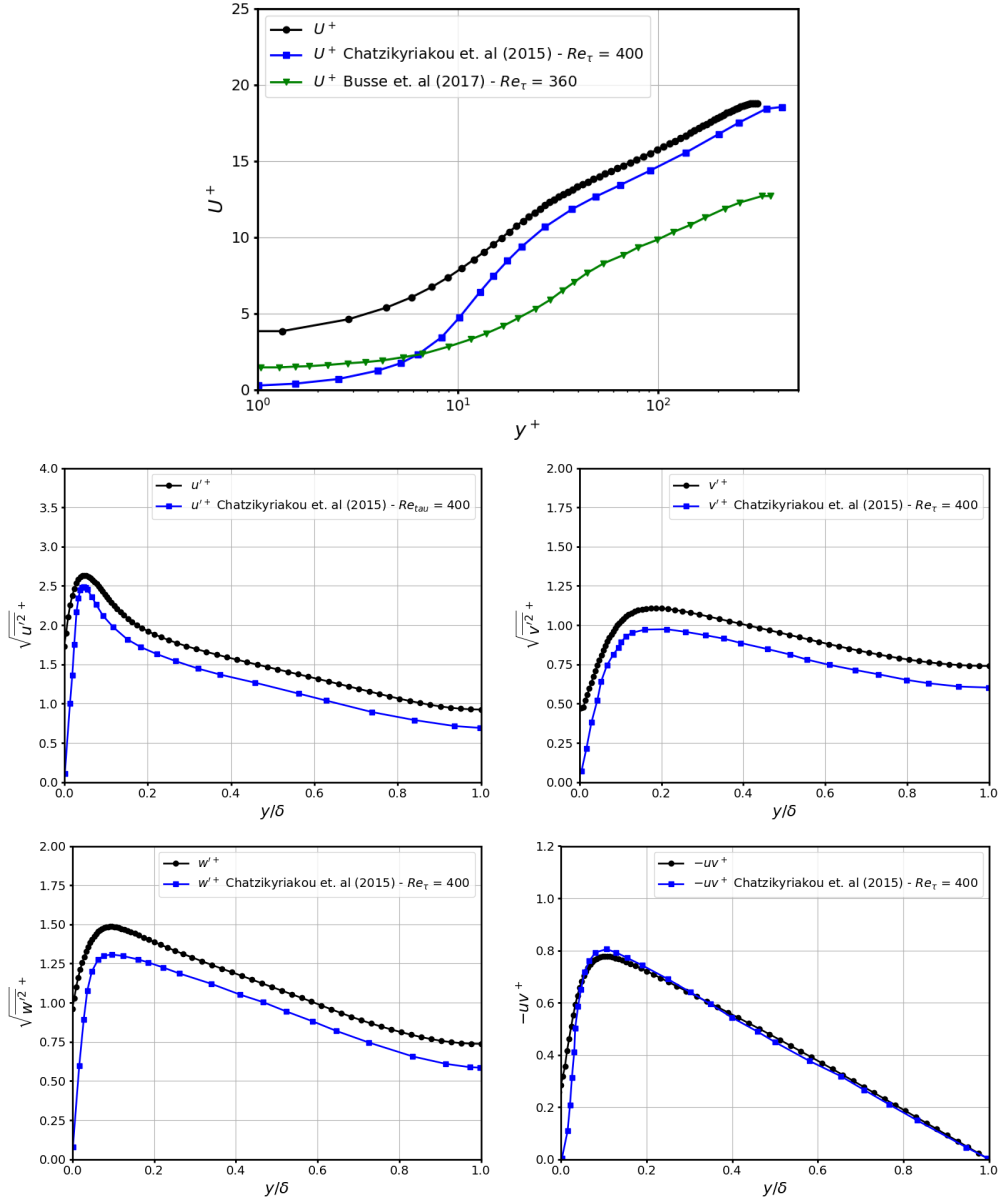 25
20
15
10
5
0
U⁺
U⁺
U⁺ Chatzikyriakou et. al (2015) - Re_τ = 400
U⁺ Busse et. al (2017) - Re_τ = 360
10⁰ 10¹ 10²
y⁺
4.0
3.5
3.0
2.5
2.0
1.5
1.0
0.5
0.0
√u′²⁺
u′⁺
u′⁺ Chatzikyriakou et. al (2015) - Re_tau = 400
0.0 0.2 0.4 0.6 0.8 1.0
y/δ
2.00
1.75
1.50
1.25
1.00
0.75
0.50
0.25
0.00
√v′²⁺
v′⁺
v′⁺ Chatzikyriakou et. al (2015) - Re_τ = 400
0.0 0.2 0.4 0.6 0.8 1.0
y/δ
2.00
1.75
1.50
1.25
1.00
0.75
0.50
0.25
0.00
√w′²⁺
w′⁺
w′⁺ Chatzikyriakou et. al (2015) - Re_τ = 400
0.0 0.2 0.4 0.6 0.8 1.0
y/δ
1.2
1.0
0.8
0.6
0.4
0.2
0.0
−uv⁺
−uv⁺
−uv⁺ Chatzikyriakou et. al (2015) - Re_τ = 400
0.0 0.2 0.4 0.6 0.8 1.0
y/δ